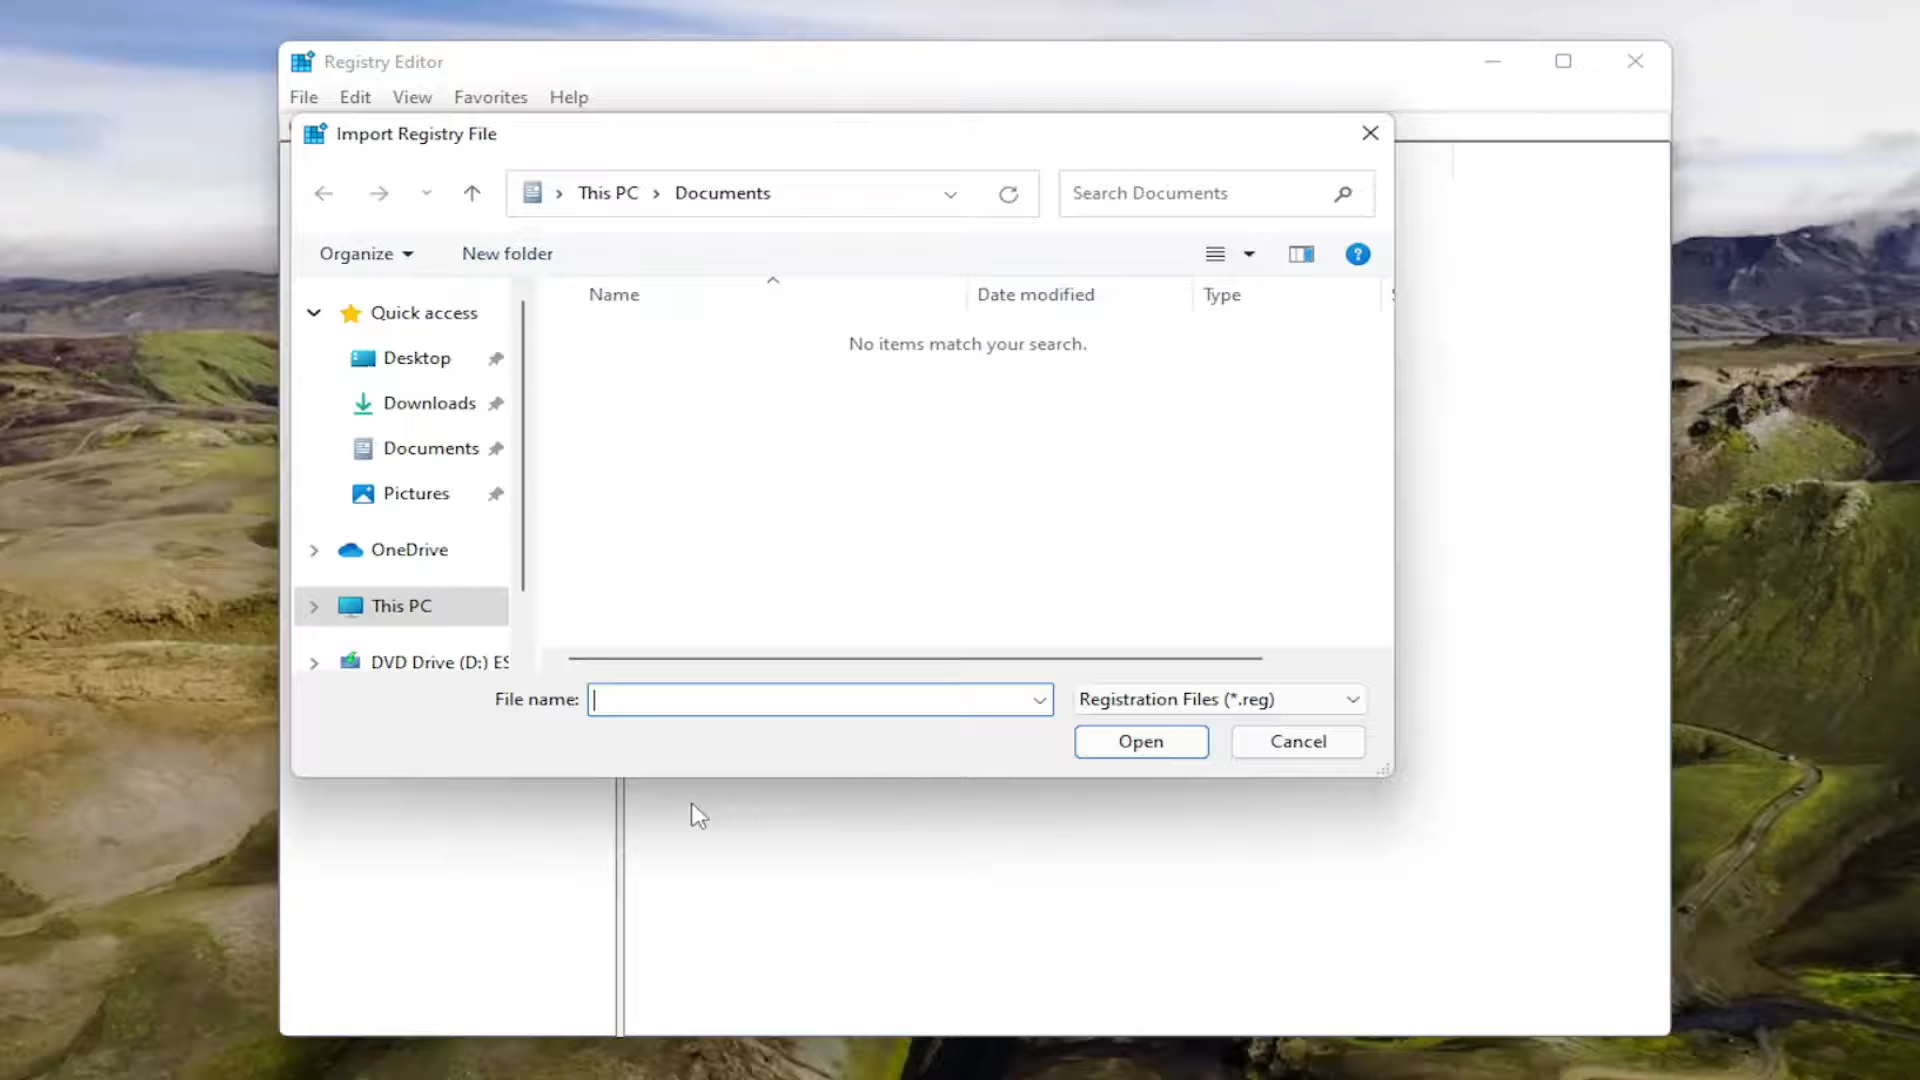 Registry Editor
File Edit View Favorites Help
Import Registry File
This PC Documents
Search Documents
Organize New folder
Name Date modified Type
Quick access
No items match your search.
Desktop
Downloads
Documents
Pictures
OneDrive
This PC
DVD Drive (D:) ES
File name: Registration Files (*.reg)
Open Cancel